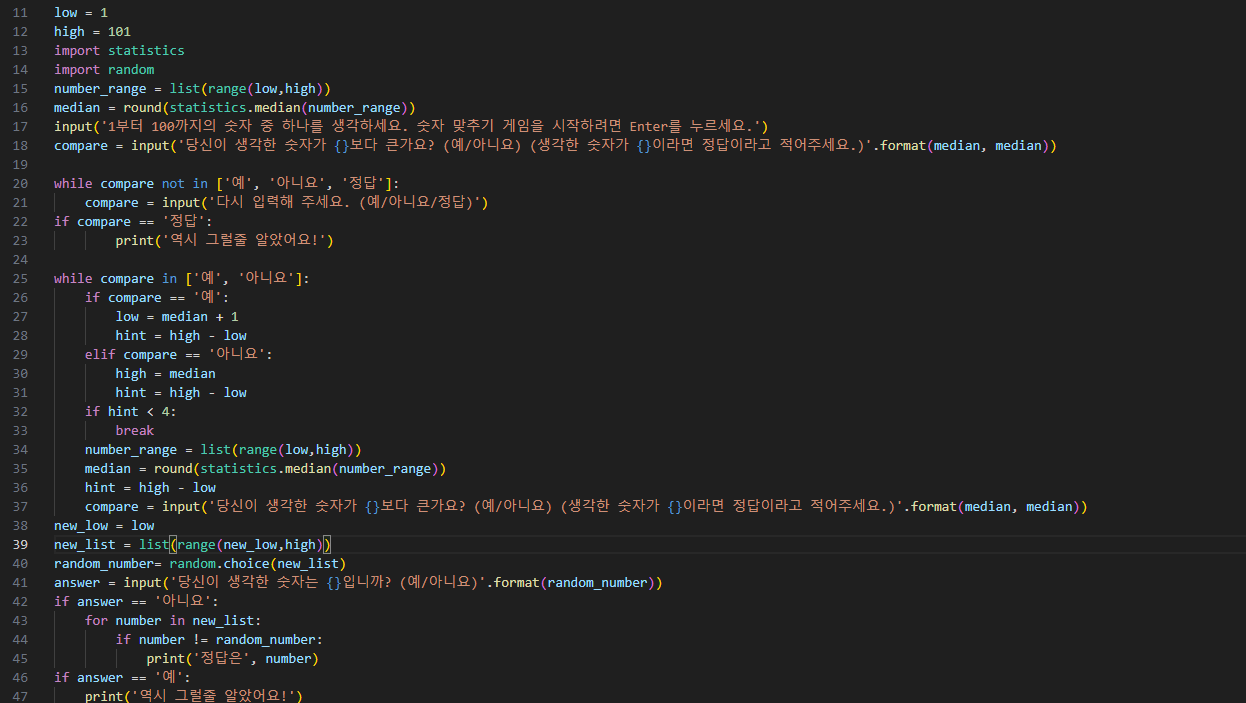 11 low = 1
12 high = 101
13 import statistics
14 import random
15 number_range = list(range(low,high))
16 median = round(statistics.median(number_range))
17 input('1부터 100까지의 숫자 중 하나를 생각하세요. 숫자 맞추기 게임을 시작하려면 Enter를 누르세요.')
18 compare = input('당신이 생각한 숫자가 {}보다 큰가요? (예/아니요) (생각한 숫자가 {}이라면 정답이라고 적어주세요.)'.format(median, median))
19
20 while compare not in ['예', '아니요', '정답']:
21     compare = input('다시 입력해 주세요. (예/아니요/정답)')
22 if compare == '정답':
23         print('역시 그럴줄 알았어요!')
24
25 while compare in ['예', '아니요']:
26     if compare == '예':
27         low = median + 1
28         hint = high - low
29     elif compare == '아니요':
30         high = median
31         hint = high - low
32     if hint < 4:
33         break
34     number_range = list(range(low,high))
35     median = round(statistics.median(number_range))
36     hint = high - low
37     compare = input('당신이 생각한 숫자가 {}보다 큰가요? (예/아니요) (생각한 숫자가 {}이라면 정답이라고 적어주세요.)'.format(median, median))
38 new_low = low
39 new_list = list(range(new_low,high))
40 random_number= random.choice(new_list)
41 answer = input('당신이 생각한 숫자는 {}입니까? (예/아니요)'.format(random_number))
42 if answer == '아니요':
43     for number in new_list:
44         if number != random_number:
45             print('정답은', number)
46 if answer == '예':
47     print('역시 그럴줄 알았어요!')